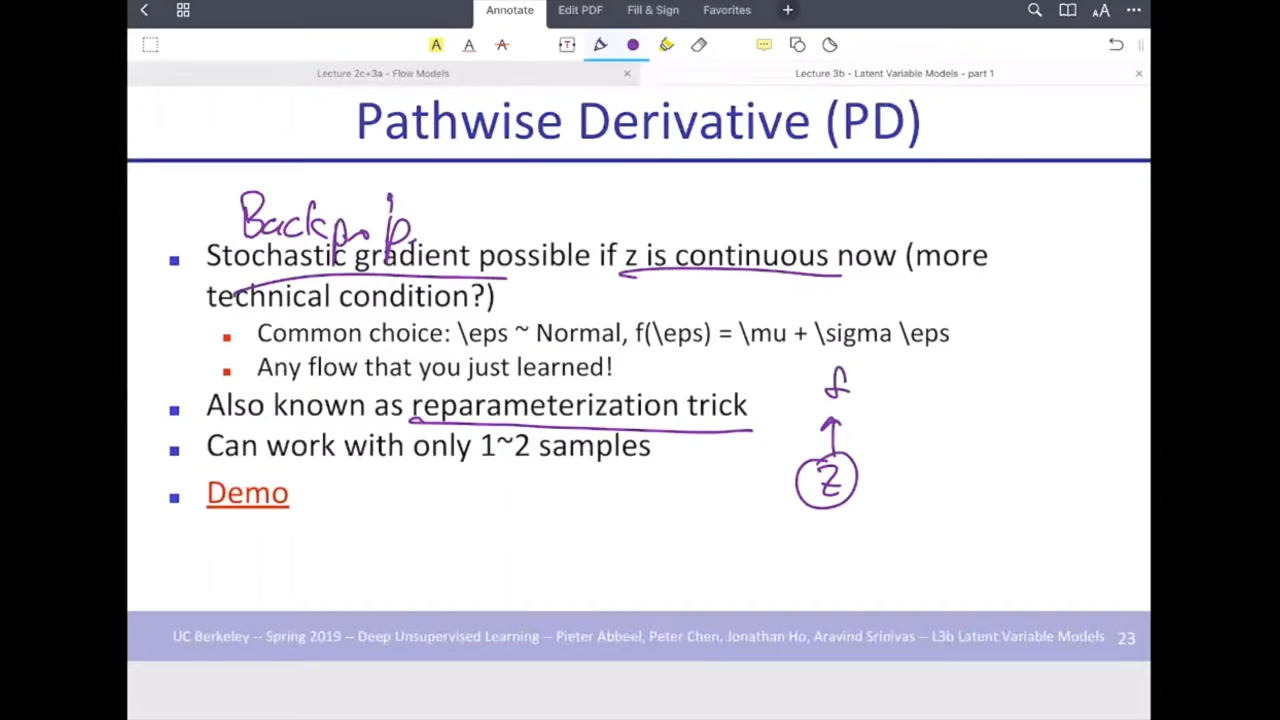 Annotate Edit PDF Fill & Sign Favorites
Lecture 2c+3a - Flow Models Lecture 3b - Latent Variable Models - part 1
Pathwise Derivative (PD)
Backprop
Stochastic gradient possible if z is continuous now (more
technical condition?)
Common choice: \eps ~ Normal, f(\eps) = \mu + \sigma \eps
Any flow that you just learned!
f
Also known as reparameterization trick
Can work with only 1~2 samples
z
Demo
UC Berkeley -- Spring 2019 -- Deep Unsupervised Learning -- Pieter Abbeel, Peter Chen, Jonathan Ho, Aravind Srinivas -- L3b Latent Variable Models 23